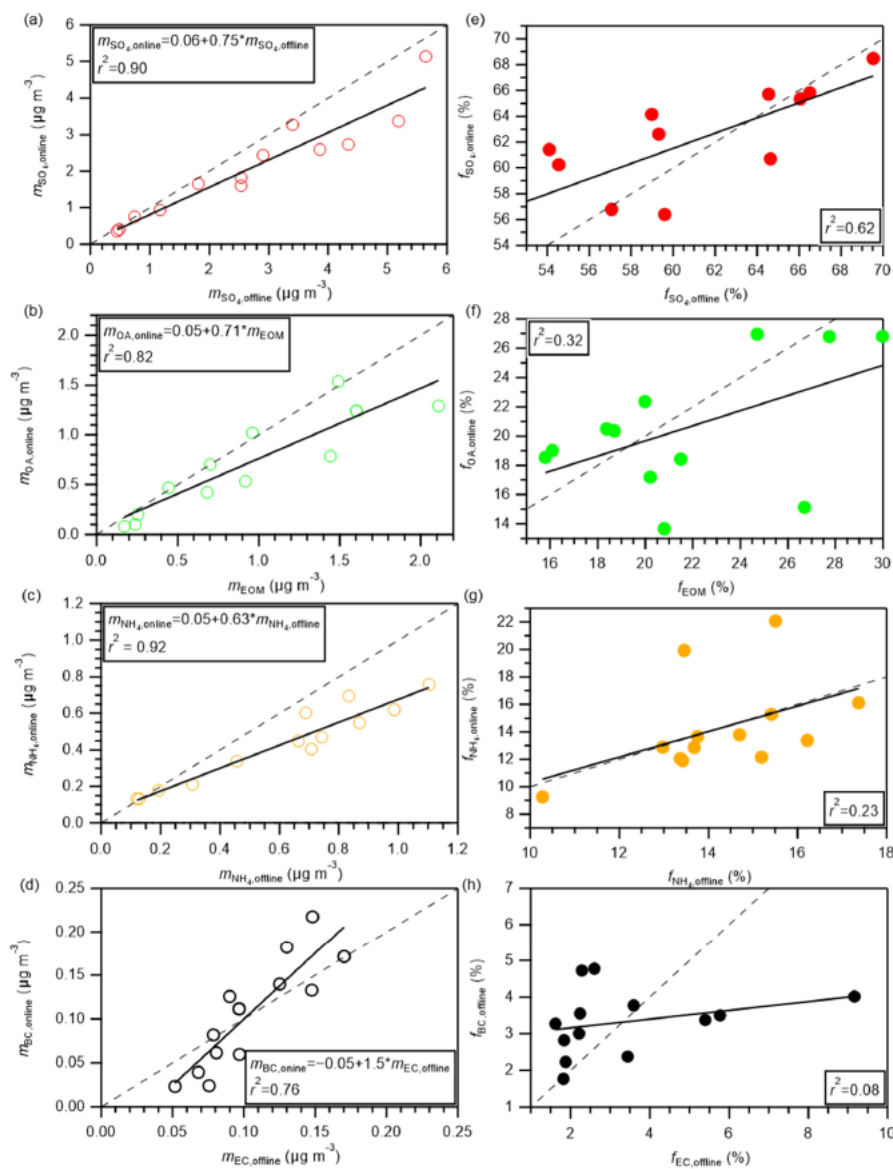 (a)
m_SO₄,online=0.06+0.75*m_SO₄,offline
r²=0.90
m_SO₄,online (µg m⁻³)
6
5
4
3
2
1
0
0 1 2 3 4 5 6
m_SO₄,offline (µg m⁻³)
(e)
f_SO₄,online (%)
70
68
66
64
62
60
58
56
54
r²=0.62
54 56 58 60 62 64 66 68 70
f_SO₄,offline (%)
(b)
m_OA,online=0.05+0.71*m_EOM
r²=0.82
m_OA,online (µg m⁻³)
2.0
1.5
1.0
0.5
0.0
0.0 0.5 1.0 1.5 2.0
m_EOM (µg m⁻³)
(f)
r²=0.32
f_OA,online (%)
28
26
24
22
20
18
16
14
16 18 20 22 24 26 28 30
f_EOM (%)
(c)
m_NH₄,online=0.05+0.63*m_NH₄,offline
r² = 0.92
m_NH₄,online (µg m⁻³)
1.2
1.0
0.8
0.6
0.4
0.2
0.0
0.0 0.2 0.4 0.6 0.8 1.0 1.2
m_NH₄,offline (µg m⁻³)
(g)
f_NH₄,online (%)
22
20
18
16
14
12
10
8
r²=0.23
10 12 14 16 18
f_NH₄,offline (%)
(d)
m_BC,online (µg m⁻³)
0.25
0.20
0.15
0.10
0.05
0.00
m_BC,onine=−0.05+1.5*m_EC,offline
r²=0.76
0.00 0.05 0.10 0.15 0.20 0.25
m_EC,offline (µg m⁻³)
(h)
f_BC,offline (%)
7
6
5
4
3
2
1
r²=0.08
2 4 6 8 10
f_EC,offline (%)